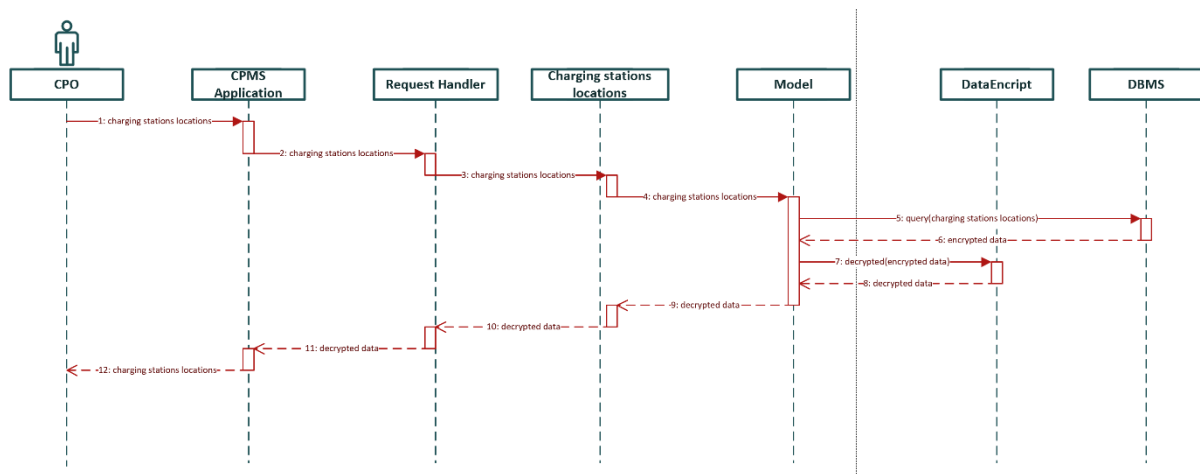 CPO
CPMS
Application
Request Handler
Charging stations
locations
Model
DataEncript
DBMS
1: charging stations locations
2: charging stations locations
3: charging stations locations
4: charging stations locations
5: query(charging stations locations)
6: encrypted data
7: decrypted(encrypted data)
8: decrypted data
9: decrypted data
10: decrypted data
11: decrypted data
12: charging stations locations